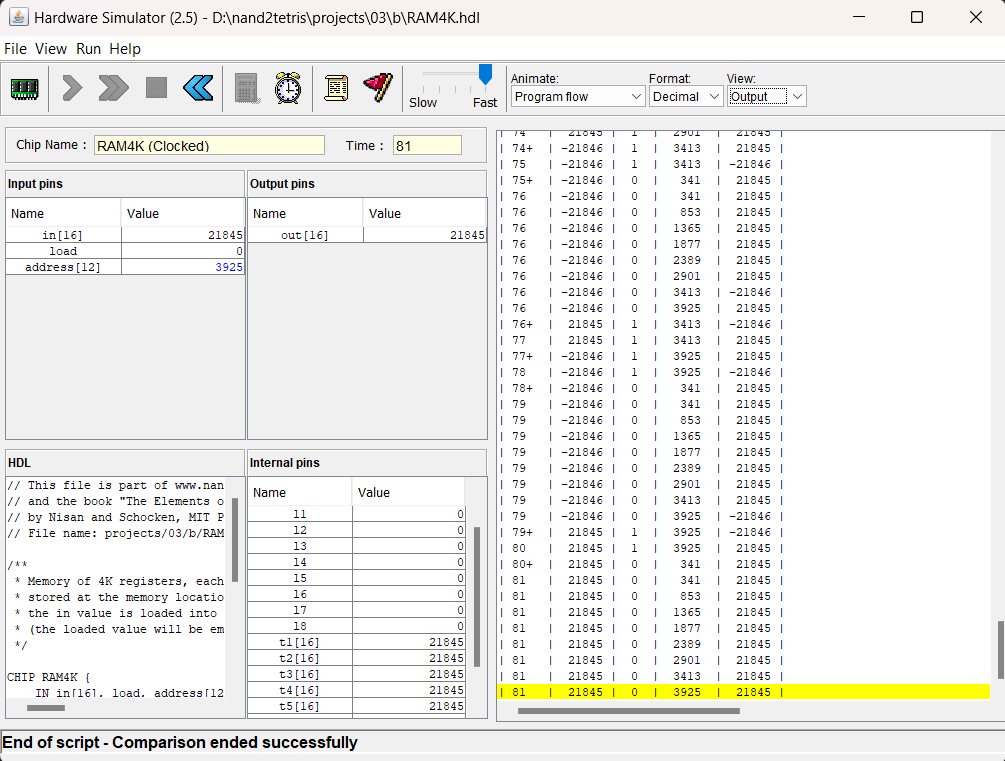 Hardware Simulator (2.5) - D:\nand2tetris\projects\03\b\RAM4K.hdl
File View Run Help
Slow Fast
Animate: Format: View:
Program flow Decimal Output
Chip Name : RAM4K (Clocked) Time : 81
Input pins
Name Value
in[16] 21845
load 0
address[12] 3925
Output pins
Name Value
out[16] 21845
HDL
// This file is part of www.nan
// and the book "The Elements o
// by Nisan and Schocken, MIT P
// File name: projects/03/b/RAM
/**
* Memory of 4K registers, each
* stored at the memory locatio
* the in value is loaded into
* (the loaded value will be em
*/
CHIP RAM4K {
IN in[16], load, address[12
Internal pins
Name Value
l1 0
l2 0
l3 0
l4 0
l5 0
l6 0
l7 0
l8 0
t1[16] 21845
t2[16] 21845
t3[16] 21845
t4[16] 21845
t5[16] 21845
| 74 | 21845 | 1 | 2901 | 21845 |
| 74+ | -21846 | 1 | 3413 | 21845 |
| 75 | -21846 | 1 | 3413 | -21846 |
| 75+ | -21846 | 0 | 341 | 21845 |
| 76 | -21846 | 0 | 341 | 21845 |
| 76 | -21846 | 0 | 853 | 21845 |
| 76 | -21846 | 0 | 1365 | 21845 |
| 76 | -21846 | 0 | 1877 | 21845 |
| 76 | -21846 | 0 | 2389 | 21845 |
| 76 | -21846 | 0 | 2901 | 21845 |
| 76 | -21846 | 0 | 3413 | -21846 |
| 76 | -21846 | 0 | 3925 | 21845 |
| 76+ | 21845 | 1 | 3413 | -21846 |
| 77 | 21845 | 1 | 3413 | 21845 |
| 77+ | -21846 | 1 | 3925 | 21845 |
| 78 | -21846 | 1 | 3925 | -21846 |
| 78+ | -21846 | 0 | 341 | 21845 |
| 79 | -21846 | 0 | 341 | 21845 |
| 79 | -21846 | 0 | 853 | 21845 |
| 79 | -21846 | 0 | 1365 | 21845 |
| 79 | -21846 | 0 | 1877 | 21845 |
| 79 | -21846 | 0 | 2389 | 21845 |
| 79 | -21846 | 0 | 2901 | 21845 |
| 79 | -21846 | 0 | 3413 | 21845 |
| 79 | -21846 | 0 | 3925 | -21846 |
| 79+ | 21845 | 1 | 3925 | -21846 |
| 80 | 21845 | 1 | 3925 | 21845 |
| 80+ | 21845 | 0 | 341 | 21845 |
| 81 | 21845 | 0 | 341 | 21845 |
| 81 | 21845 | 0 | 853 | 21845 |
| 81 | 21845 | 0 | 1365 | 21845 |
| 81 | 21845 | 0 | 1877 | 21845 |
| 81 | 21845 | 0 | 2389 | 21845 |
| 81 | 21845 | 0 | 2901 | 21845 |
| 81 | 21845 | 0 | 3413 | 21845 |
| 81 | 21845 | 0 | 3925 | 21845 |
End of script - Comparison ended successfully